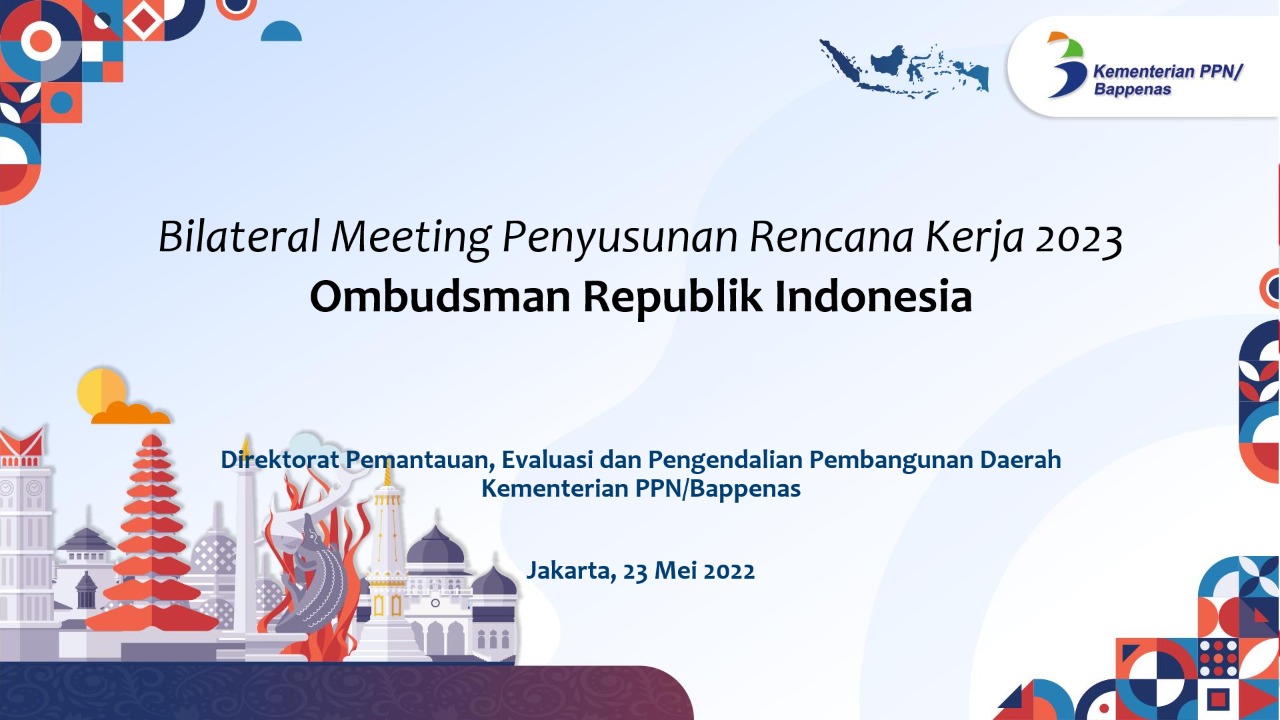 Kementerian PPN/
Bappenas
Bilateral Meeting Penyusunan Rencana Kerja 2023
Ombudsman Republik Indonesia
Direktorat Pemantauan, Evaluasi dan Pengendalian Pembangunan Daerah
Kementerian PPN/Bappenas
Jakarta, 23 Mei 2022